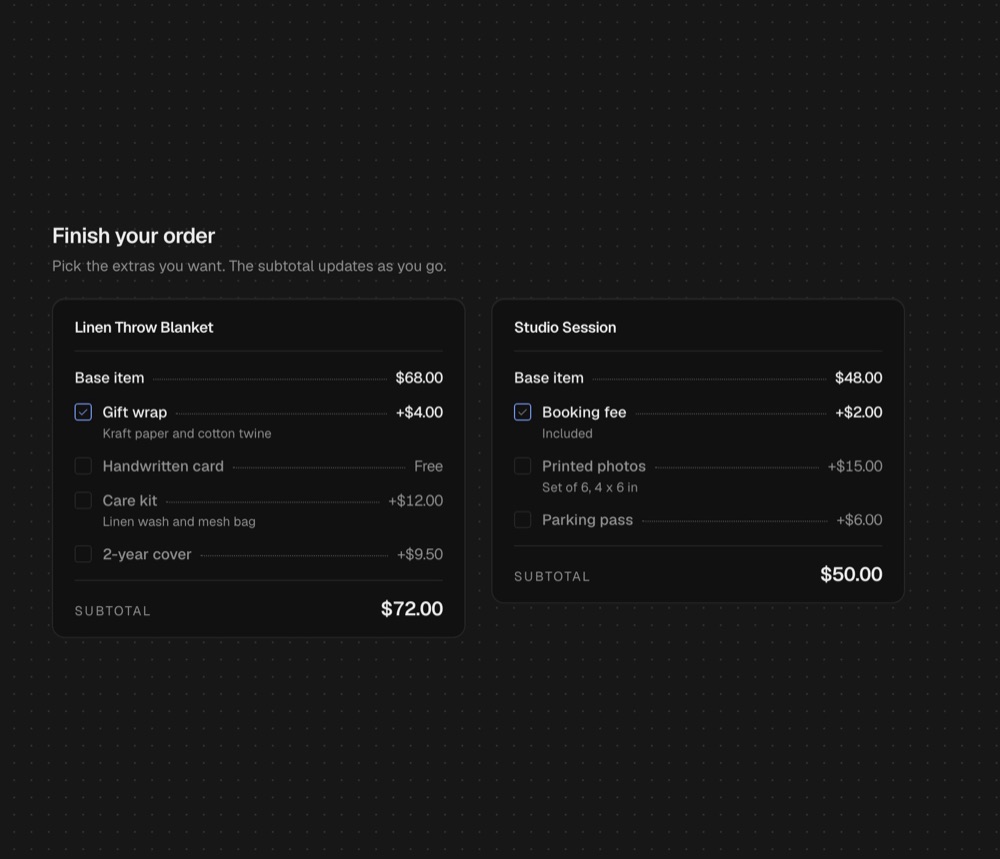 Finish your order
Pick the extras you want. The subtotal updates as you go.
Linen Throw Blanket
Base item $68.00
Gift wrap +$4.00
Kraft paper and cotton twine
Handwritten card Free
Care kit +$12.00
Linen wash and mesh bag
2-year cover +$9.50
SUBTOTAL $72.00
Studio Session
Base item $48.00
Booking fee +$2.00
Included
Printed photos +$15.00
Set of 6, 4 x 6 in
Parking pass +$6.00
SUBTOTAL $50.00